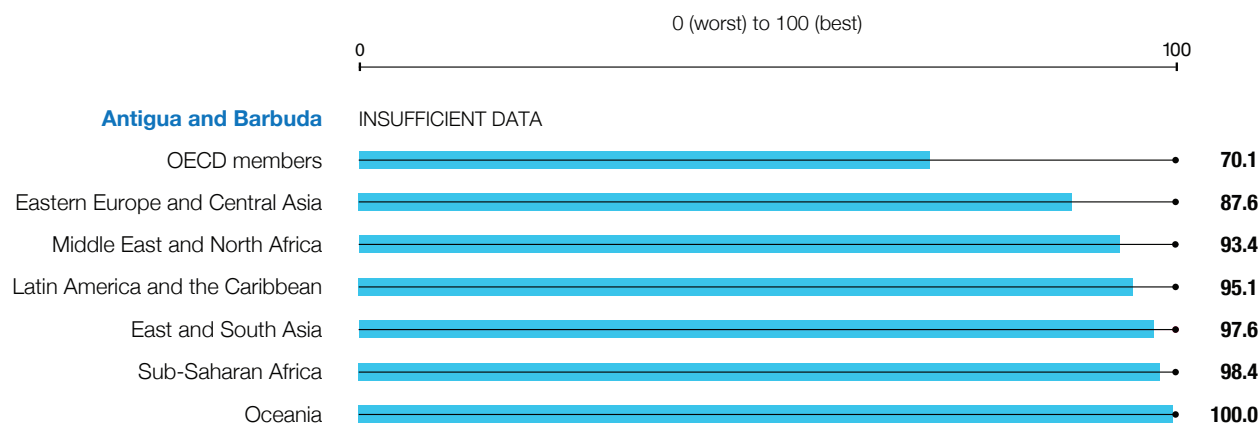 0 (worst) to 100 (best)
0 100
Antigua and Barbuda INSUFFICIENT DATA
OECD members 70.1
Eastern Europe and Central Asia 87.6
Middle East and North Africa 93.4
Latin America and the Caribbean 95.1
East and South Asia 97.6
Sub-Saharan Africa 98.4
Oceania 100.0